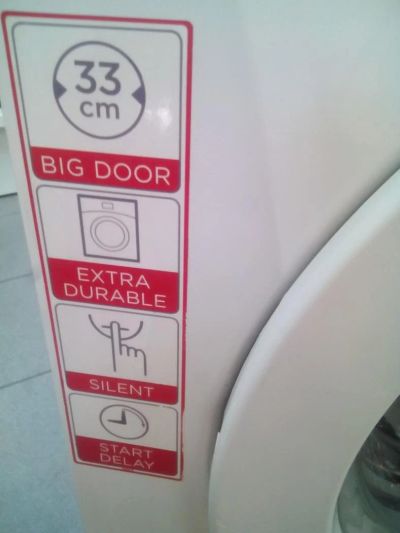 33
cm
BIG DOOR
EXTRA
DURABLE
SILENT
START
DELAY